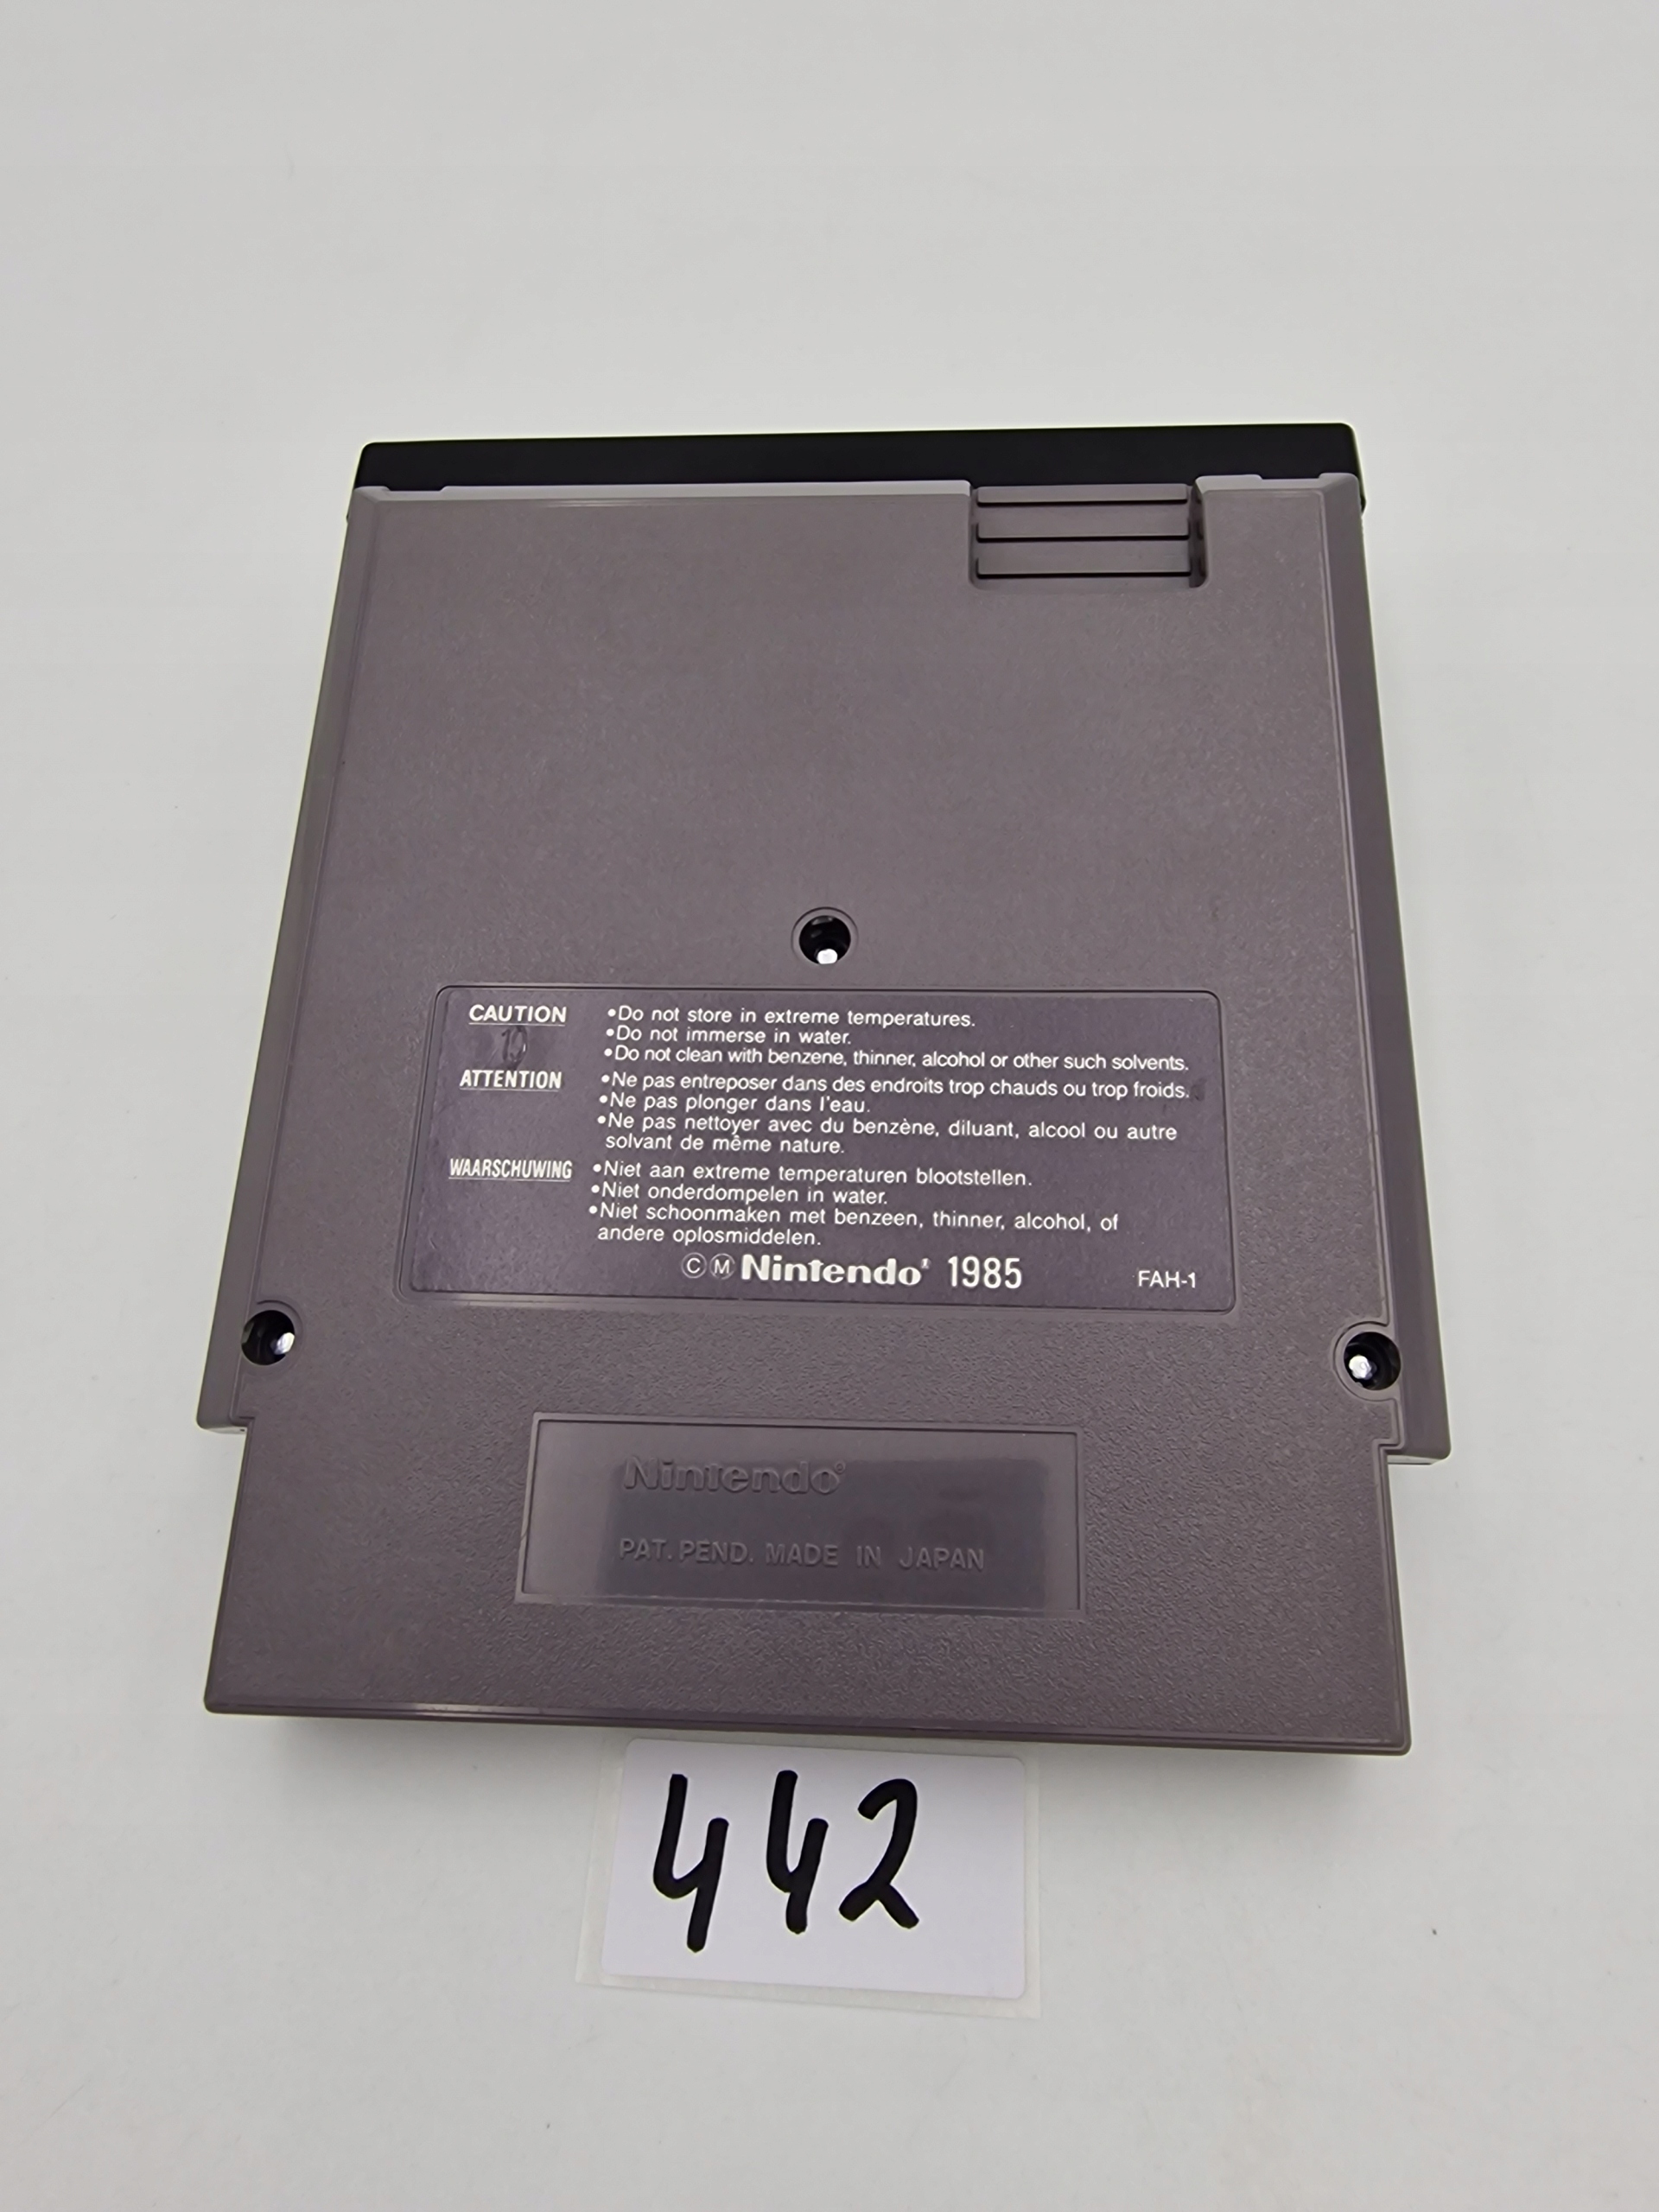 CAUTION
•Do not store in extreme temperatures.
•Do not immerse in water.
•Do not clean with benzene, thinner, alcohol or other such solvents.
10
ATTENTION
•Ne pas entreposer dans des endroits trop chauds ou trop froids.
•Ne pas plonger dans l'eau.
•Ne pas nettoyer avec du benzène, diluant, alcool ou autre
solvant de même nature.
WAARSCHUWING
•Niet aan extreme temperaturen blootstellen.
•Niet onderdompelen in water.
•Niet schoonmaken met benzeen, thinner, alcohol, of
andere oplosmiddelen.
ⒸⓂNintendo® 1985
FAH-1
Nintendo®
PAT. PEND. MADE IN JAPAN
442